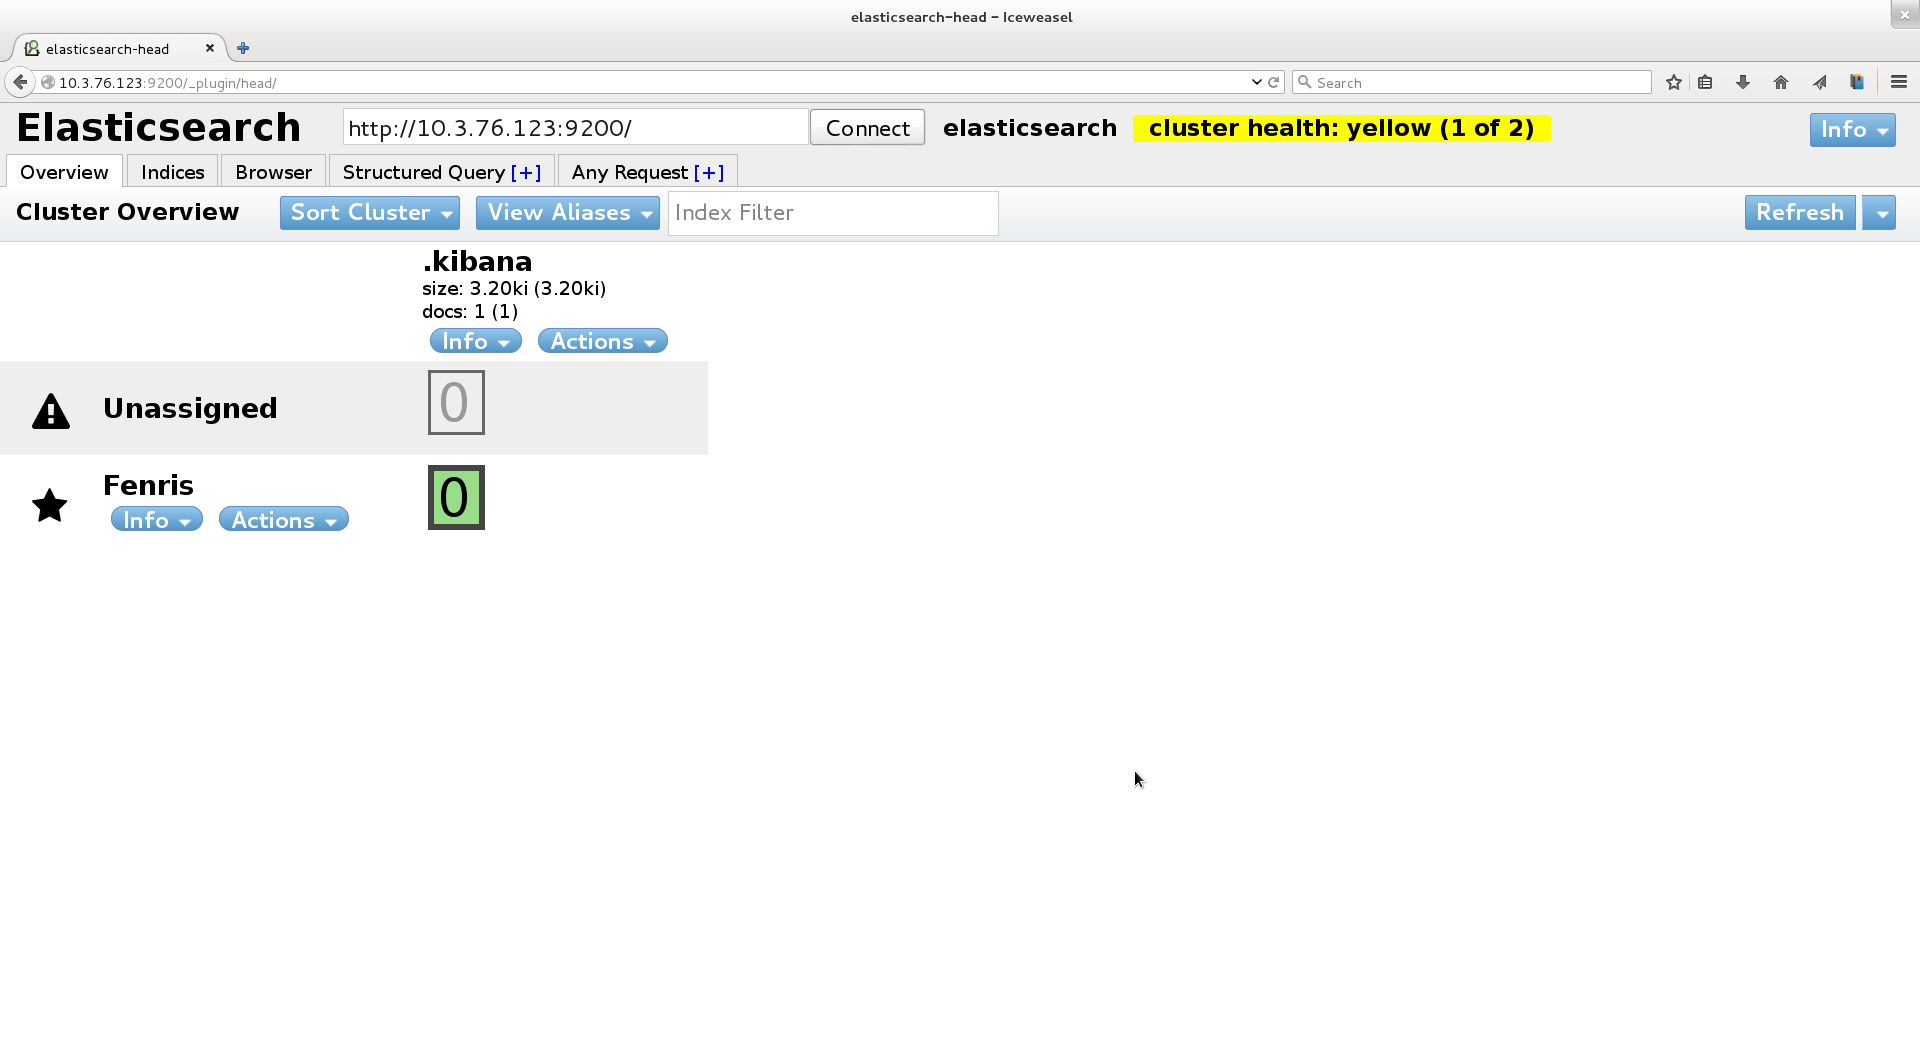 elasticsearch-head - Iceweasel
elasticsearch-head
10.3.76.123:9200/_plugin/head/
Search
Elasticsearch
http://10.3.76.123:9200/
Connect
elasticsearch
cluster health: yellow (1 of 2)
Info
Overview
Indices
Browser
Structured Query [+]
Any Request [+]
Cluster Overview
Sort Cluster
View Aliases
Index Filter
Refresh
.kibana
size: 3.20ki (3.20ki)
docs: 1 (1)
Info
Actions
Unassigned
0
Fenris
Info
Actions
0